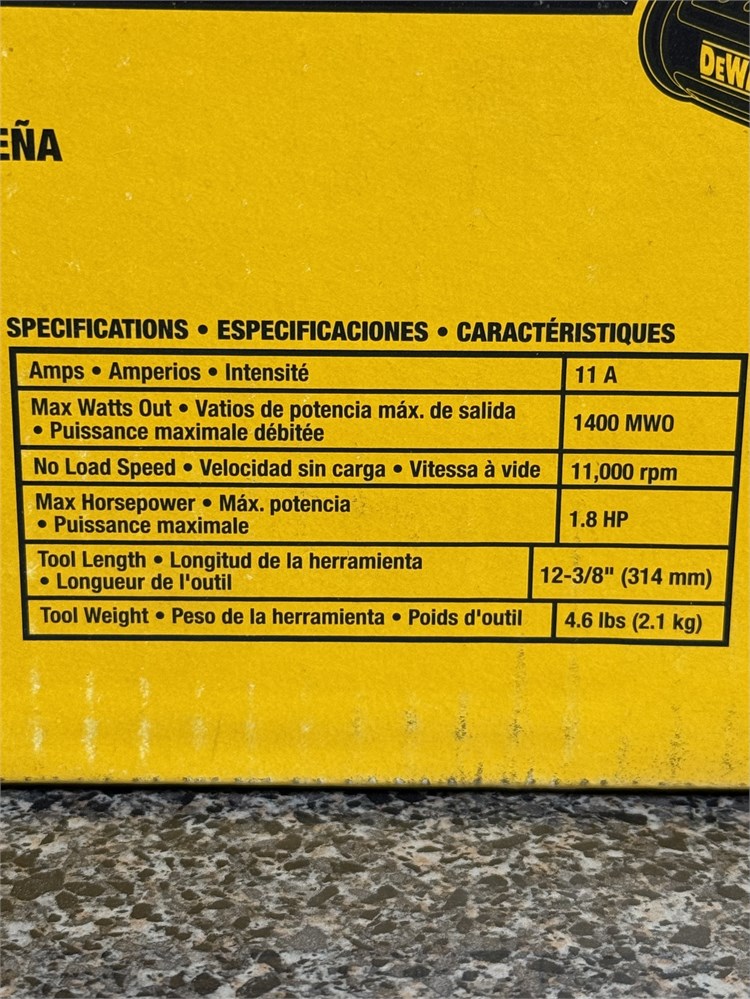 DEWA
EÑA
SPECIFICATIONS • ESPECIFICACIONES • CARACTÉRISTIQUES
Amps • Amperios • Intensité 11 A
Max Watts Out • Vatios de potencia máx. de salida
• Puissance maximale débitée 1400 MWO
No Load Speed • Velocidad sin carga • Vitessa à vide 11,000 rpm
Max Horsepower • Máx. potencia
• Puissance maximale 1.8 HP
Tool Length • Longitud de la herramienta
• Longueur de l'outil 12-3/8" (314 mm)
Tool Weight • Peso de la herramienta • Poids d'outil 4.6 lbs (2.1 kg)